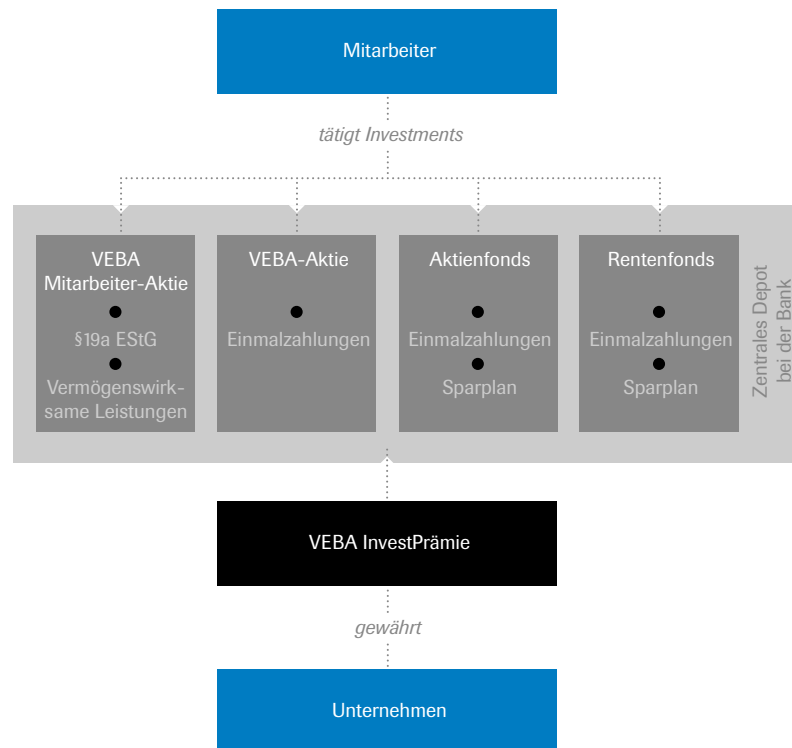 Mitarbeiter
tätigt Investments
VEBA
Mitarbeiter-Aktie
§19a EStG
Vermögenswirk-
same Leistungen
VEBA-Aktie
Einmalzahlungen
Aktienfonds
Einmalzahlungen
Sparplan
Rentenfonds
Einmalzahlungen
Sparplan
Zentrales Depot
bei der Bank
VEBA InvestPrämie
gewährt
Unternehmen